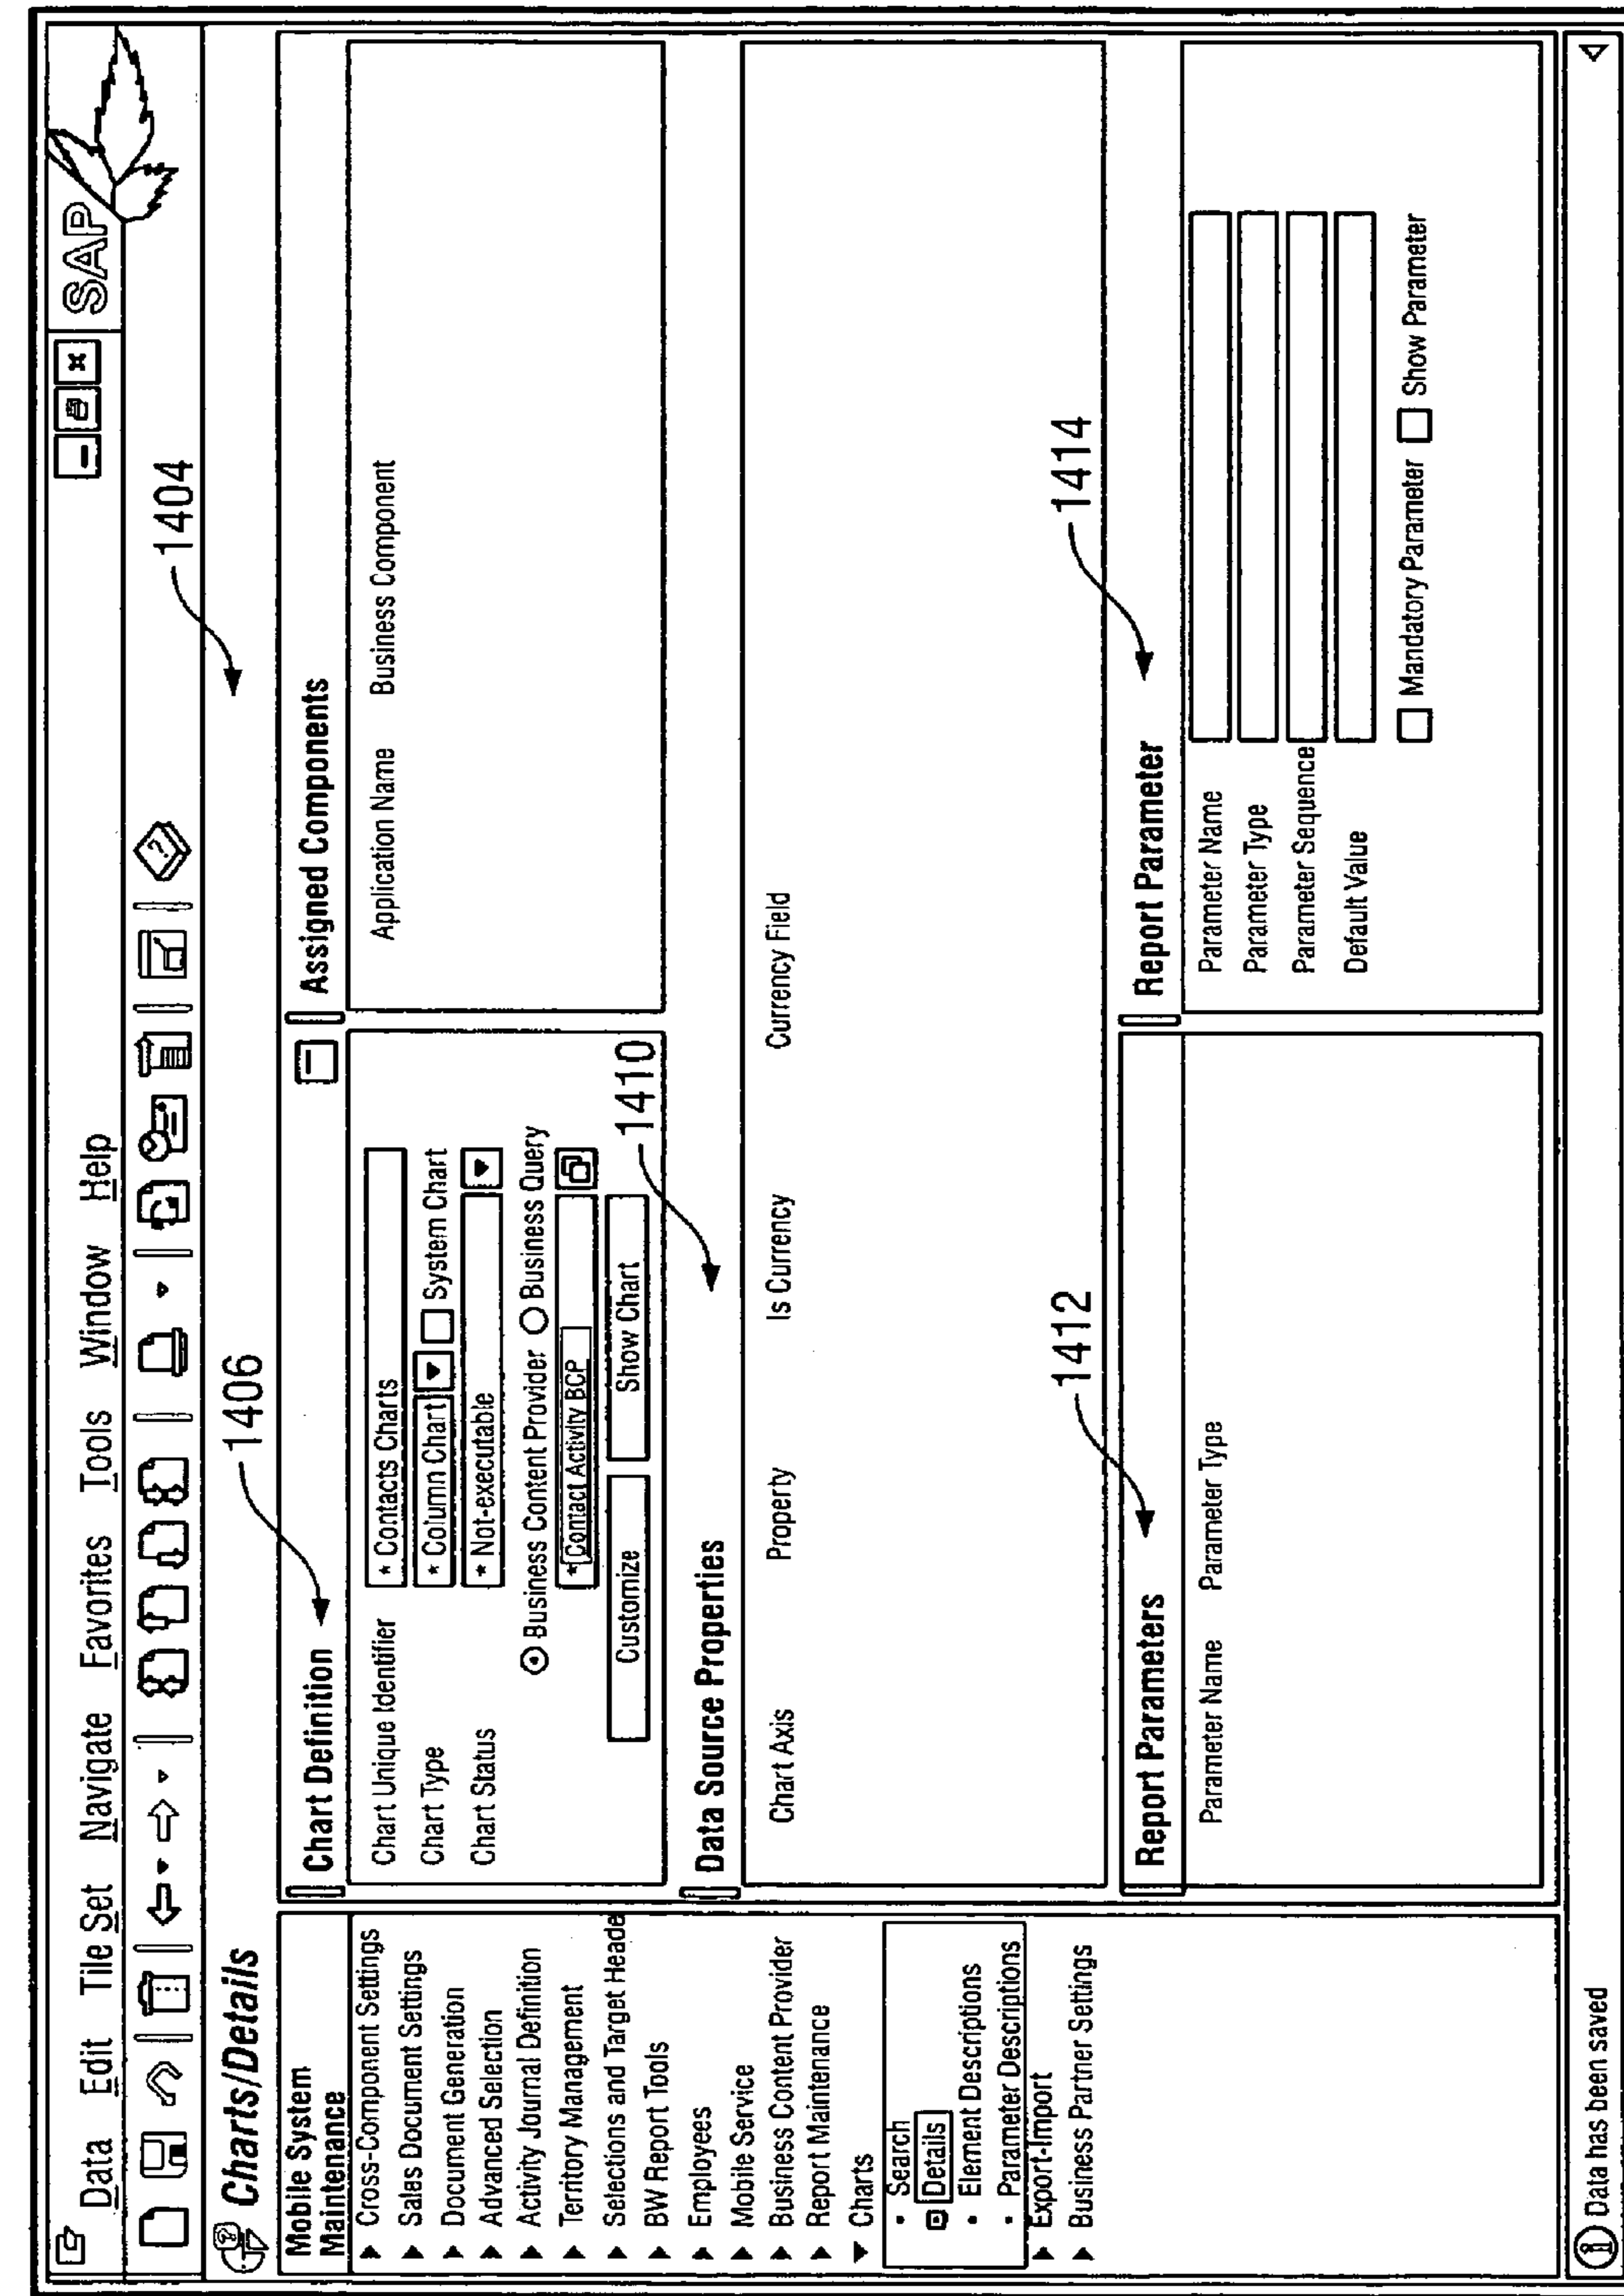 Data Edit Tile Set Navigate Favorites Tools Window Help
SAP
Charts/Details
1406
1404
Mobile System
Maintenance
Cross-Component Settings
Sales Document Settings
Document Generation
Advanced Selection
Activity Journal Definition
Territory Management
Selections and Target Heade
BW Report Tools
Employees
Mobile Service
Business Content Provider
Report Maintenance
Charts
• Search
Details
• Element Descriptions
• Parameter Descriptions
Export-Import
Business Partner Settings
Chart Definition
Chart Unique Identifier * Contacts Charts
Chart Type * Column Chart System Chart
Chart Status * Not-executable
Business Content Provider Business Query
* Contact Activity BCP
Customize Show Chart
1410
Assigned Components
Application Name Business Component
Data Source Properties
Chart Axis Property Is Currency Currency Field
1412
1414
Report Parameters
Parameter Name Parameter Type
Report Parameter
Parameter Name
Parameter Type
Parameter Sequence
Default Value
Mandatory Parameter Show Parameter
Data has been saved